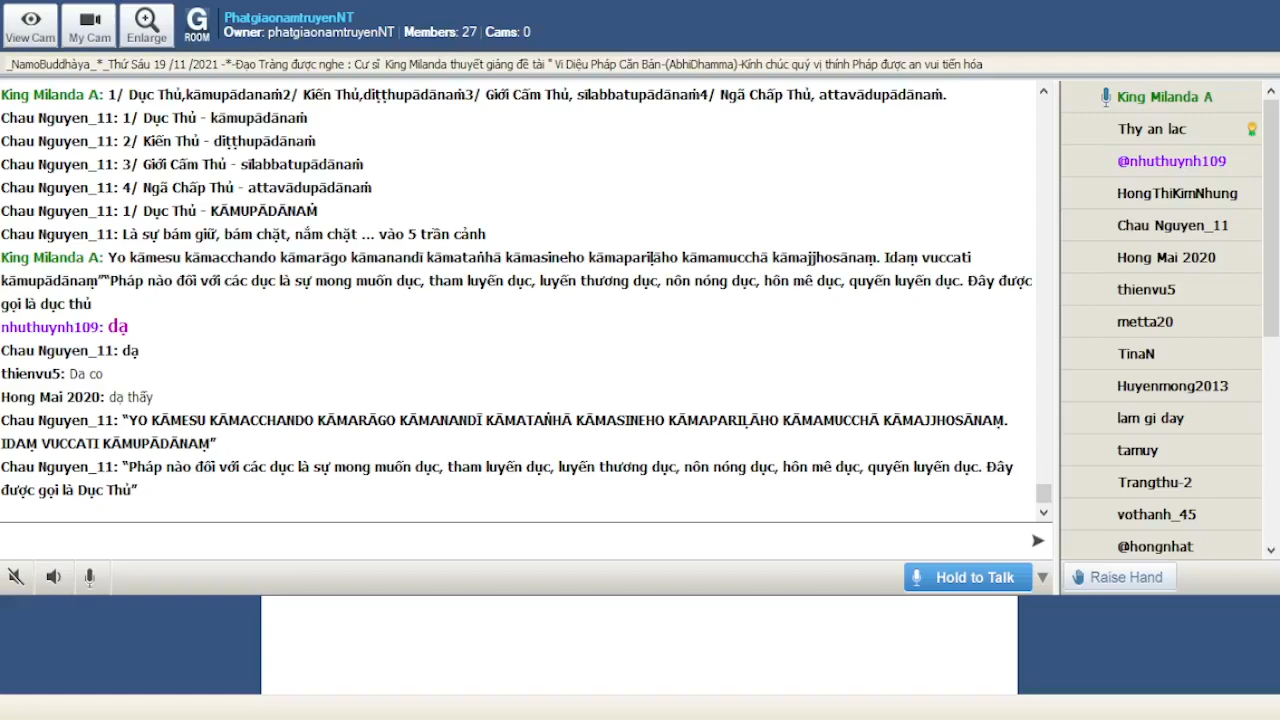 View Cam
My Cam
Enlarge
G
ROOM
PhatgiaonamtruyenNT
Owner: phatgiaonamtruyenNT | Members: 27 | Cams: 0
_NamoBuddhàya_*_Thứ Sáu 19 /11 /2021 -*-Đạo Tràng được nghe : Cư sĩ King Milanda thuyết giảng đề tài " Vi Diệu Pháp Căn Bản-(AbhiDhamma)-Kính chúc quý vị thính Pháp được an vui tiến hóa
King Milanda A: 1/ Dục Thủ,kāmupādanaṁ2/ Kiến Thủ,diṭṭhupādānaṁ3/ Giới Cấm Thủ, sīlabbatupādānaṁ4/ Ngã Chấp Thủ, attavādupādānaṁ.
Chau Nguyen_11: 1/ Dục Thủ - kāmupādānaṁ
Chau Nguyen_11: 2/ Kiến Thủ - diṭṭhupādānaṁ
Chau Nguyen_11: 3/ Giới Cấm Thủ - sīlabbatupādānaṁ
Chau Nguyen_11: 4/ Ngã Chấp Thủ - attavādupādānaṁ
Chau Nguyen_11: 1/ Dục Thủ - KĀMUPĀDĀNAṀ
Chau Nguyen_11: Là sự bám giữ, bám chặt, nắm chặt ... vào 5 trần cảnh
King Milanda A: Yo kāmesu kāmacchando kāmarāgo kāmanandī kāmataṅhā kāmasineho kāmapariḷāho kāmamucchā kāmajjhosānaṃ. Idaṃ vuccati
kāmupādānaṃ”“Pháp nào đối với các dục là sự mong muốn dục, tham luyến dục, luyến thương dục, nôn nóng dục, hôn mê dục, quyến luyến dục. Đây được
gọi là dục thủ
nhuthuynh109: dạ
Chau Nguyen_11: dạ
thienvu5: Da co
Hong Mai 2020: dạ thầy
Chau Nguyen_11: “YO KĀMESU KĀMACCHANDO KĀMARĀGO KĀMANANDĪ KĀMATAṄHĀ KĀMASINEHO KĀMAPARIḶĀHO KĀMAMUCCHĀ KĀMAJJHOSĀNAṂ.
IDAṂ VUCCATI KĀMUPĀDĀNAṂ”
Chau Nguyen_11: “Pháp nào đối với các dục là sự mong muốn dục, tham luyến dục, luyến thương dục, nôn nóng dục, hôn mê dục, quyến luyến dục. Đây
được gọi là Dục Thủ”
King Milanda A
Thy an lac
@nhuthuynh109
HongThiKimNhung
Chau Nguyen_11
Hong Mai 2020
thienvu5
metta20
TinaN
Huyenmong2013
lam gi day
tamuy
Trangthu-2
vothanh_45
@hongnhat
Hold to Talk
Raise Hand